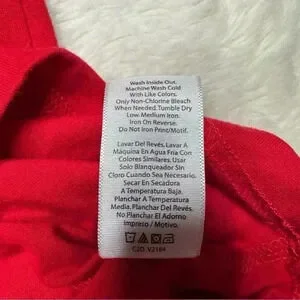 Wash Inside Out.
Machine Wash Cold
With Like Colors.
Only Non-Chlorine Bleach
When Needed. Tumble Dry
Low. Medium Iron.
Iron On Reverse.
Do Not Iron Print/Motif.
Lavar Del Revés, Lavar A
Máquina En Agua Fria Con
Colores Similares. Usar
Solo Blanqueador Sin
Cloro Cuando Sea Necesario.
Secar En Secadora
A Temperatura Baja.
Planchar A Temperatura
Media. Planchar Del Revés.
No Planchar El Adorno
Impreso / Motivo.
C2D V2184